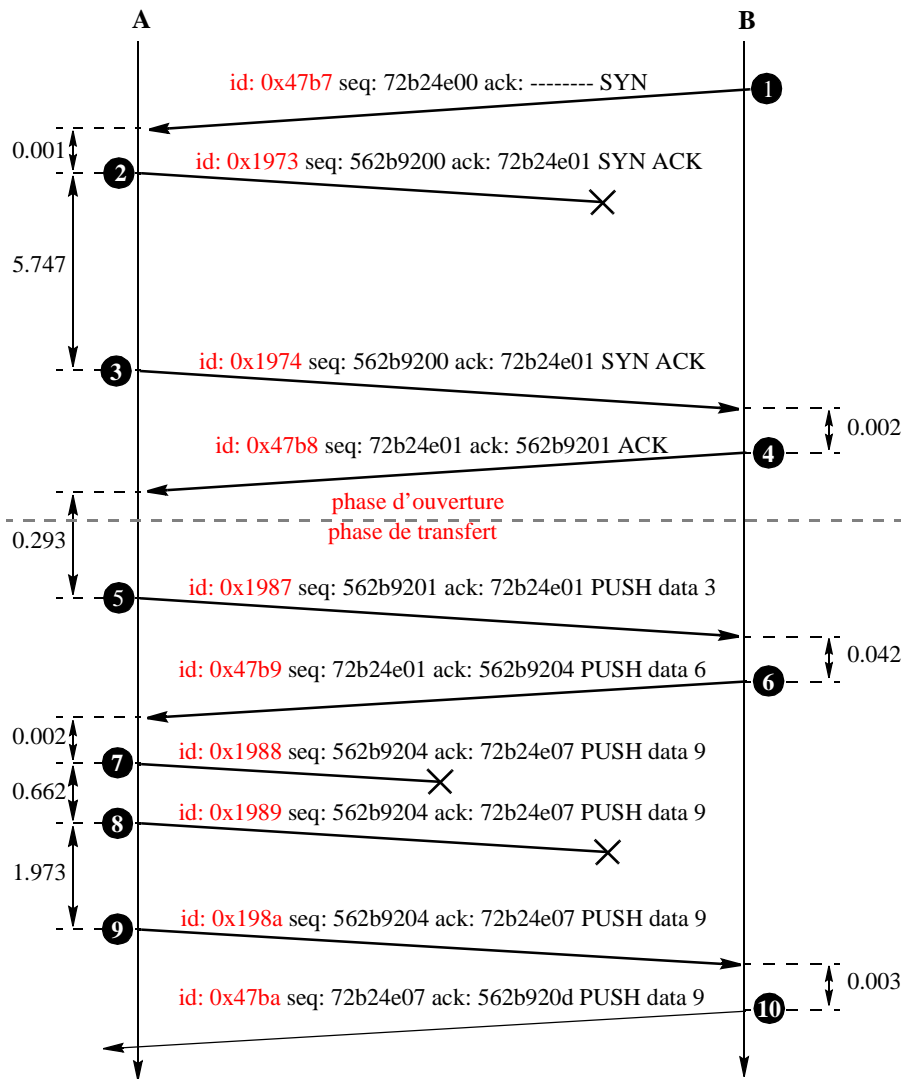 A B
id: 0x47b7 seq: 72b24e00 ack: -------- SYN
1
0.001
id: 0x1973 seq: 562b9200 ack: 72b24e01 SYN ACK
2
5.747
id: 0x1974 seq: 562b9200 ack: 72b24e01 SYN ACK
3
0.002
id: 0x47b8 seq: 72b24e01 ack: 562b9201 ACK
4
phase d'ouverture
phase de transfert
0.293
id: 0x1987 seq: 562b9201 ack: 72b24e01 PUSH data 3
5
0.042
id: 0x47b9 seq: 72b24e01 ack: 562b9204 PUSH data 6
6
0.002
id: 0x1988 seq: 562b9204 ack: 72b24e07 PUSH data 9
7
0.662
id: 0x1989 seq: 562b9204 ack: 72b24e07 PUSH data 9
8
1.973
id: 0x198a seq: 562b9204 ack: 72b24e07 PUSH data 9
9
0.003
id: 0x47ba seq: 72b24e07 ack: 562b920d PUSH data 9
10